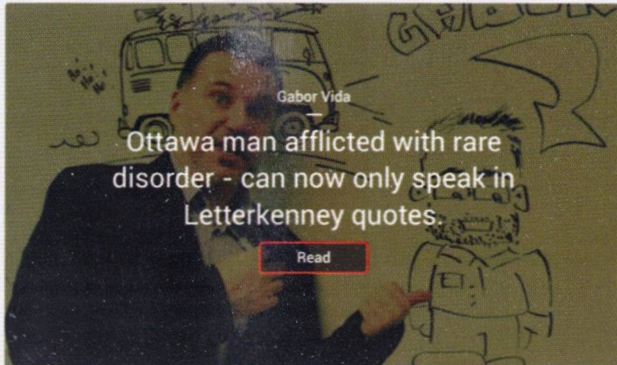 Gabor Vida
Ottawa man afflicted with rare
disorder - can now only speak in
Letterkenney quotes.
Read